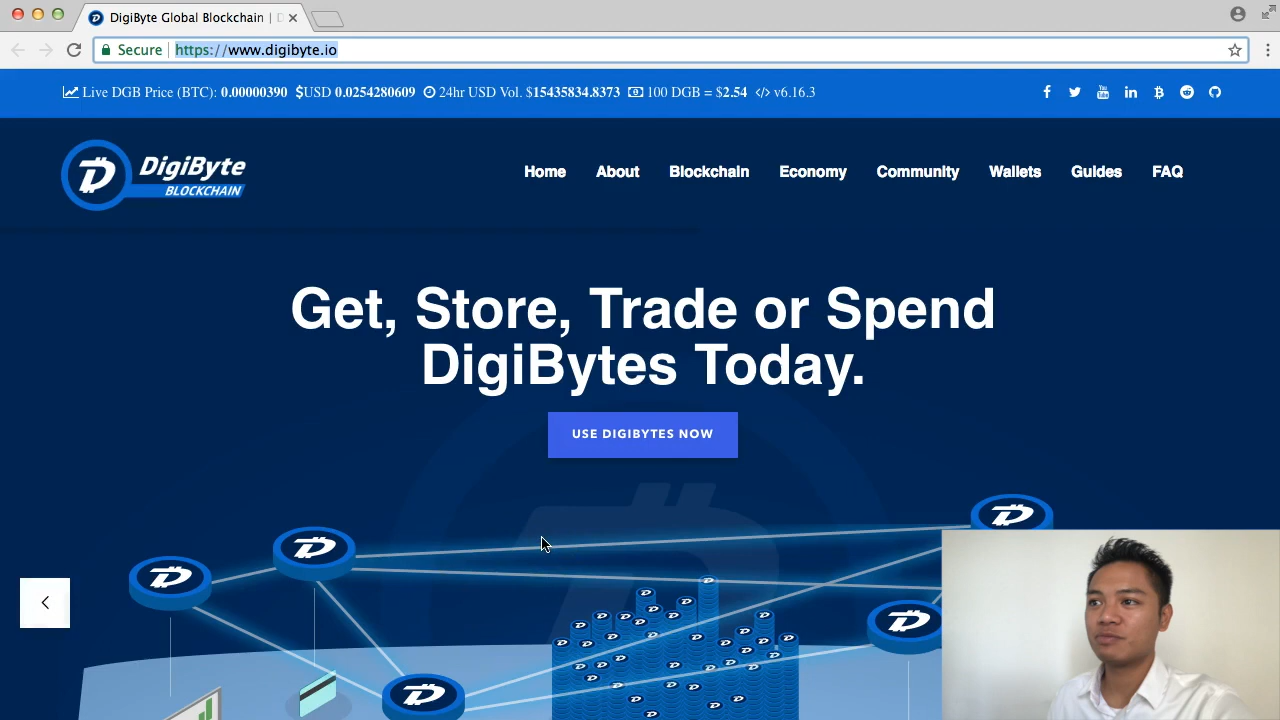 DigiByte Global Blockchain |
Secure
https://www.digibyte.io
Live DGB Price (BTC): 0.00000390 $USD 0.0254280609 24hr USD Vol. $15435834.8373 100 DGB = $2.54 </> v6.16.3
DigiByte
BLOCKCHAIN
Home About Blockchain Economy Community Wallets Guides FAQ
Get, Store, Trade or Spend
DigiBytes Today.
USE DIGIBYTES NOW